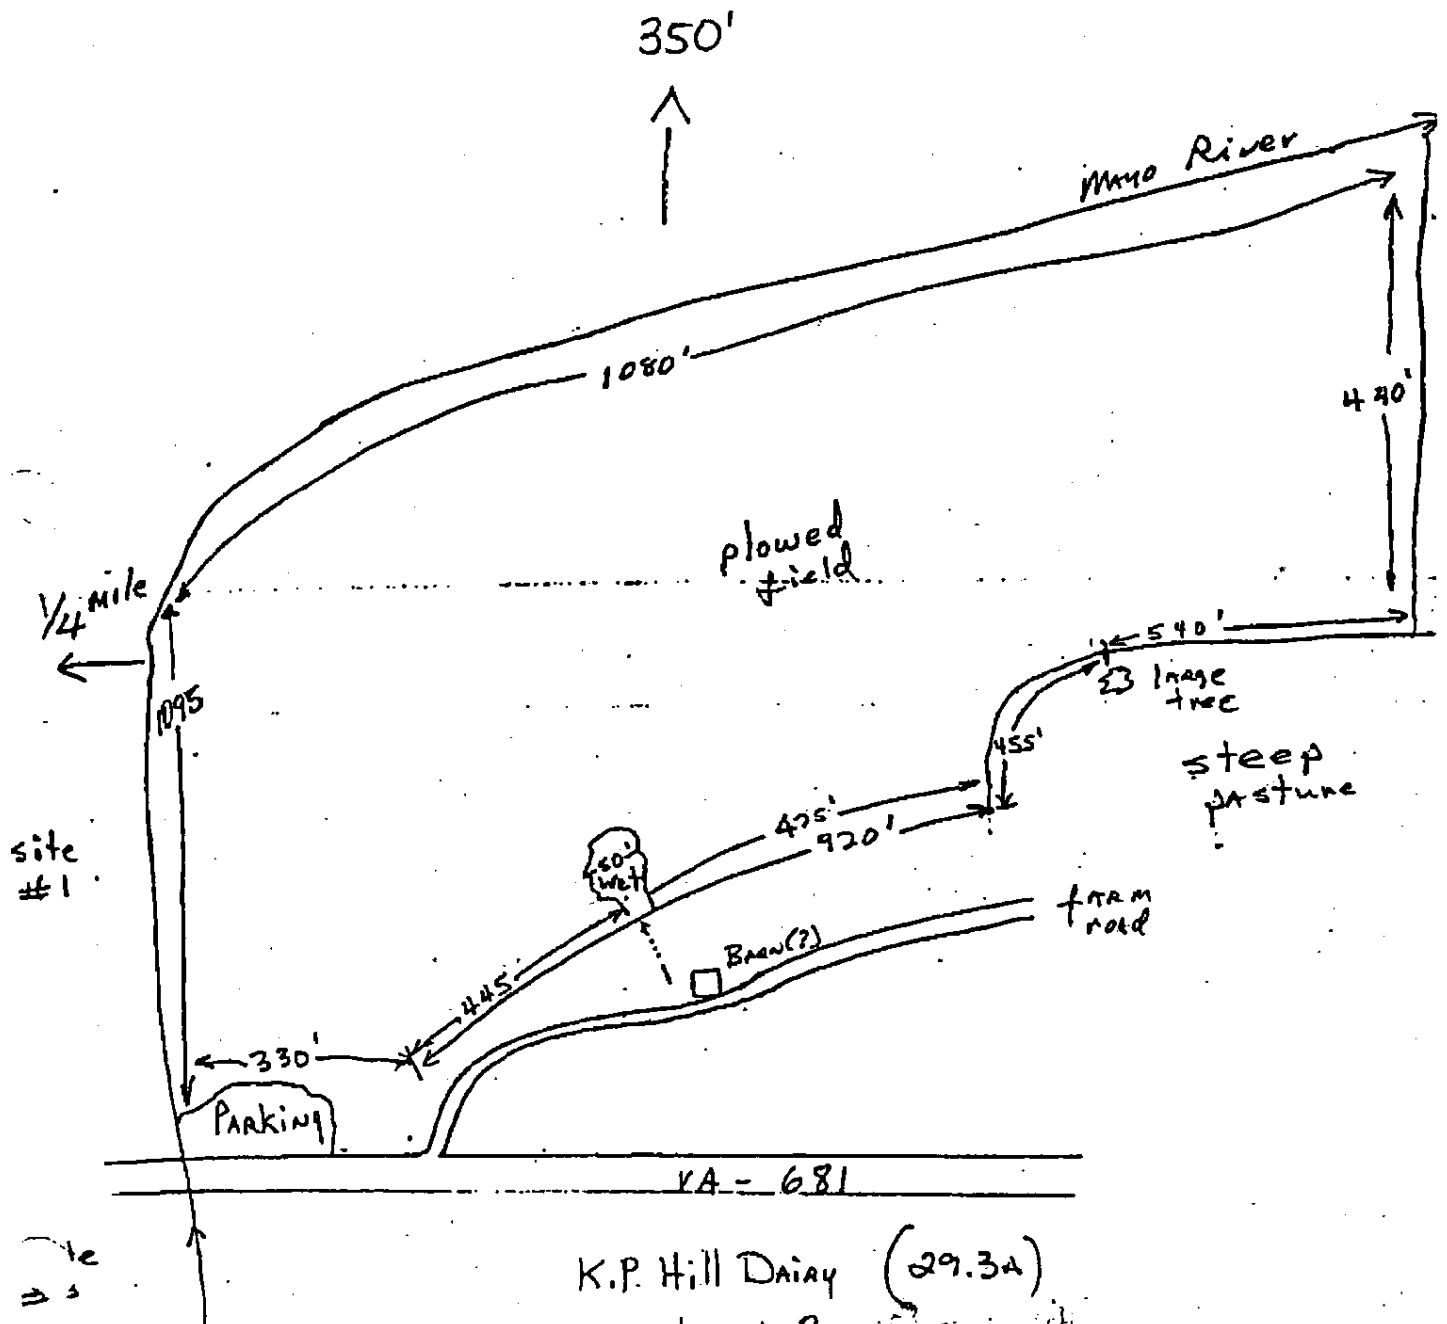 350'
Mayo River
1080'
440'
plowed
field
1/4 Mile
540'
large
tree
1095
455'
steep
pasture
475'
920'
site
#1
50'
wet
farm
road
Barn(?)
445
330'
Parking
VA - 681
K.P. Hill Dairy (29.3A)